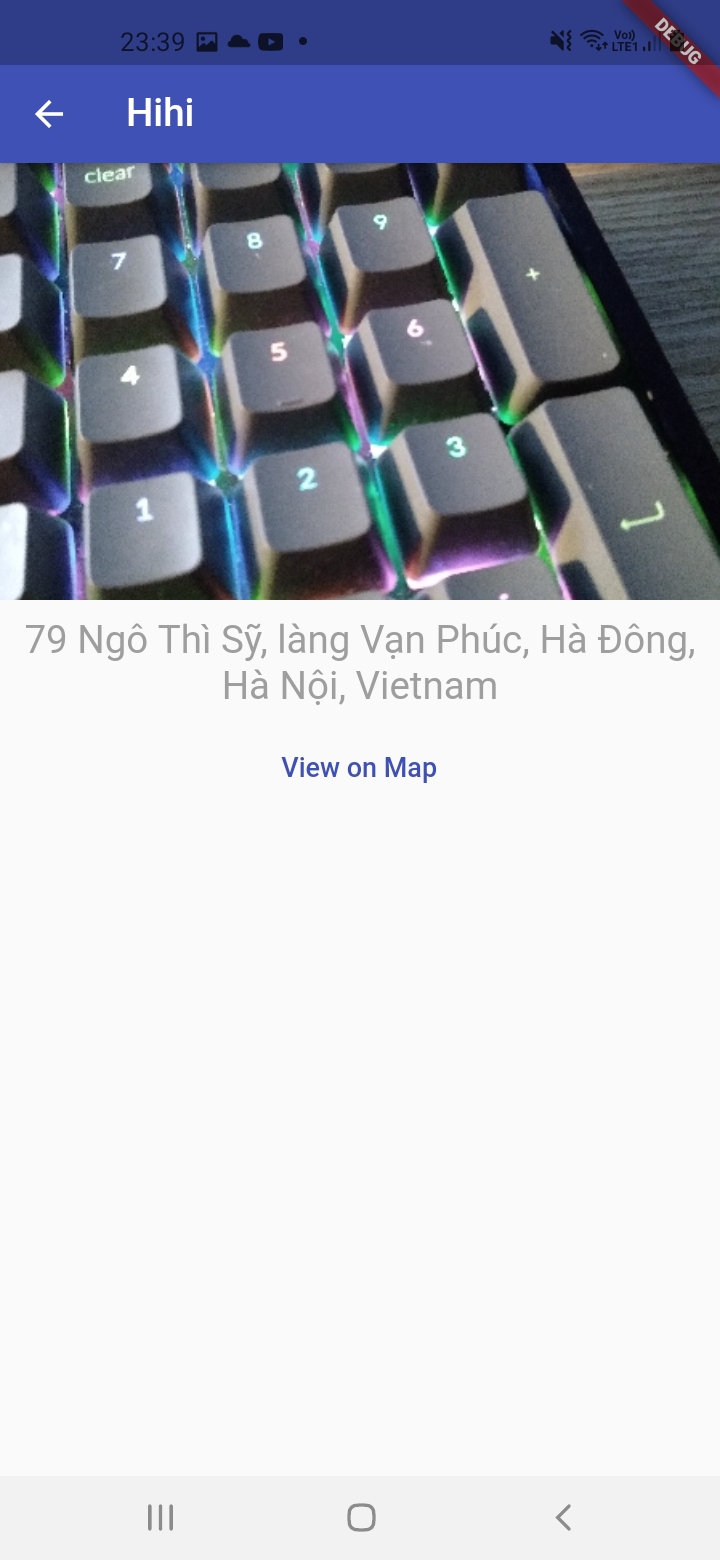 23:39
Vo))
LTE1
DEBUG
Hihi
clear
7 8 9 +
4 5 6
1 2 3
79 Ngô Thì Sỹ, làng Vạn Phúc, Hà Đông,
Hà Nội, Vietnam
View on Map